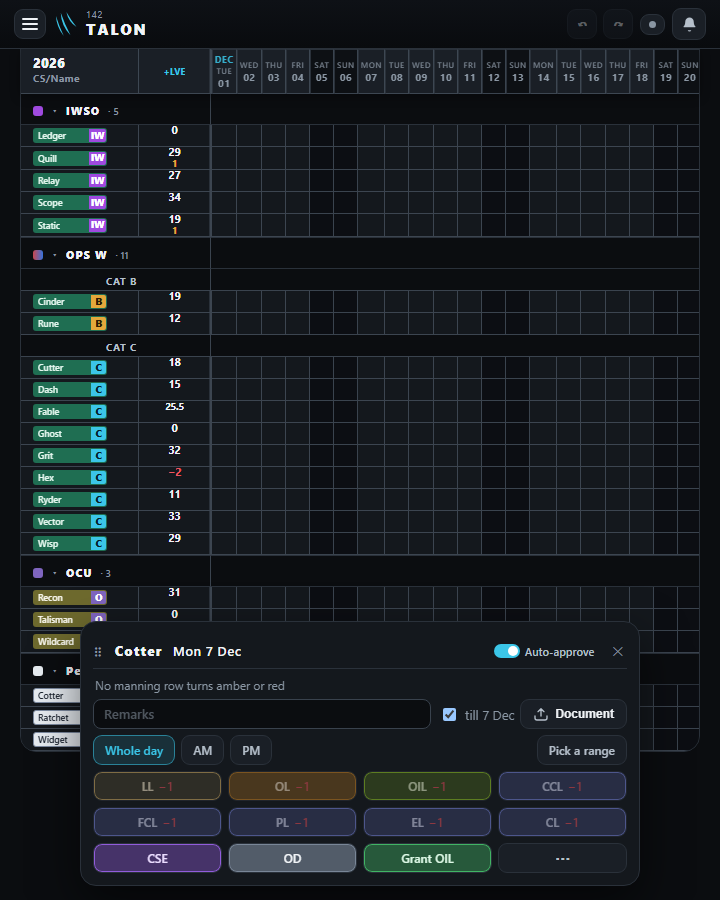 142
TALON
2026
CS/Name
+LVE
DEC
TUE WED THU FRI SAT SUN MON TUE WED THU FRI SAT SUN MON TUE WED THU FRI SAT SUN
01 02 03 04 05 06 07 08 09 10 11 12 13 14 15 16 17 18 19 20
· IWSO · 5
Ledger IW 0
Quill IW 29
1
Relay IW 27
Scope IW 34
Static IW 19
1
· OPS W · 11
CAT B
Cinder B 19
Rune B 12
CAT C
Cutter C 18
Dash C 15
Fable C 25.5
Ghost C 0
Grit C 32
Hex C −2
Ryder C 11
Vector C 33
Wisp C 29
· OCU · 3
Recon O 31
Talisman O 0
Wildcard
· Pe
Cotter
Ratchet
Widget
Cotter Mon 7 Dec Auto-approve
No manning row turns amber or red
Remarks till 7 Dec Document
Whole day AM PM Pick a range
LL −1 OL −1 OIL −1 CCL −1
FCL −1 PL −1 EL −1 CL −1
CSE OD Grant OIL ---